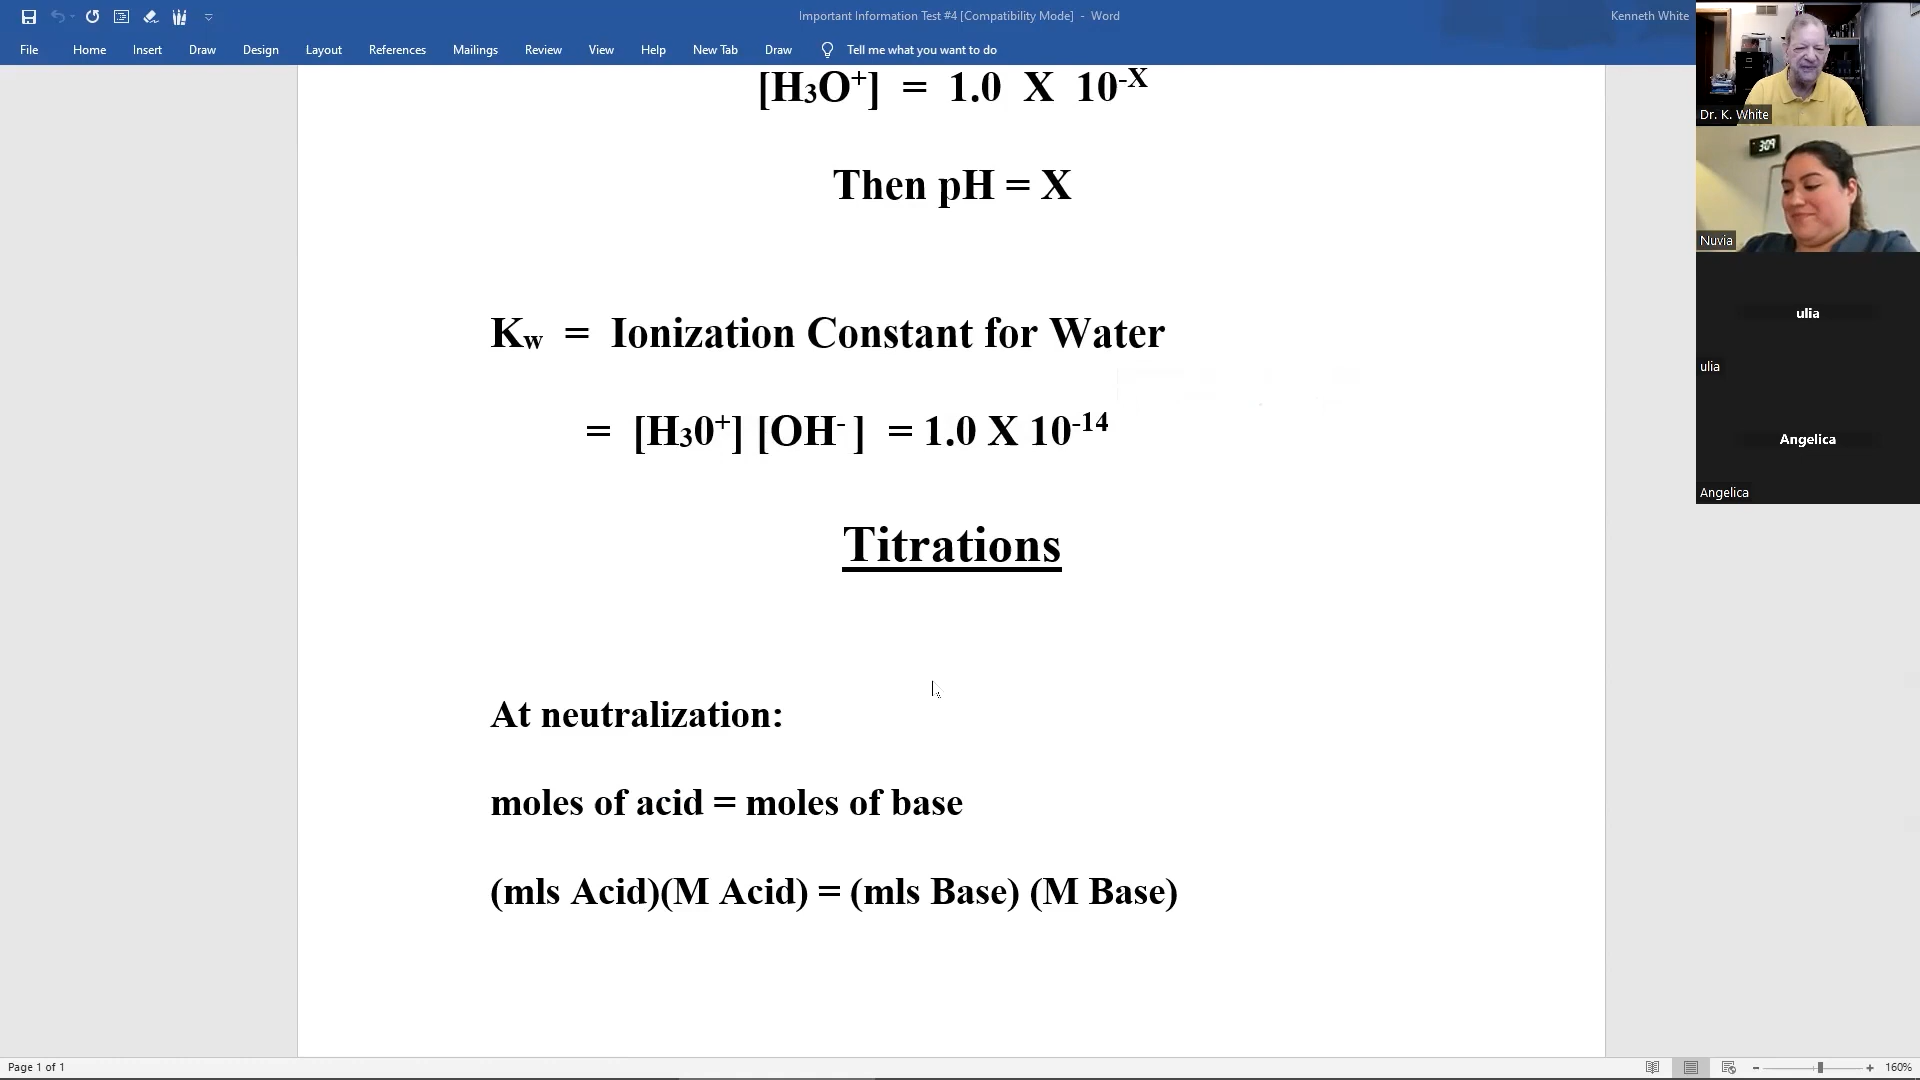 Important Information Test #4 [Compatibility Mode] - Word
Kenneth White
File Home Insert Draw Design Layout References Mailings Review View Help New Tab Draw Tell me what you want to do
[H₃O⁺] = 1.0 X 10⁻ˣ
Then pH = X
Kw = Ionization Constant for Water
= [H₃0⁺] [OH⁻ ] = 1.0 X 10⁻¹⁴
Titrations
At neutralization:
moles of acid = moles of base
(mls Acid)(M Acid) = (mls Base) (M Base)
Dr. K. White
3:09
Nuvia
ulia
ulia
Angelica
Angelica
Page 1 of 1
160%